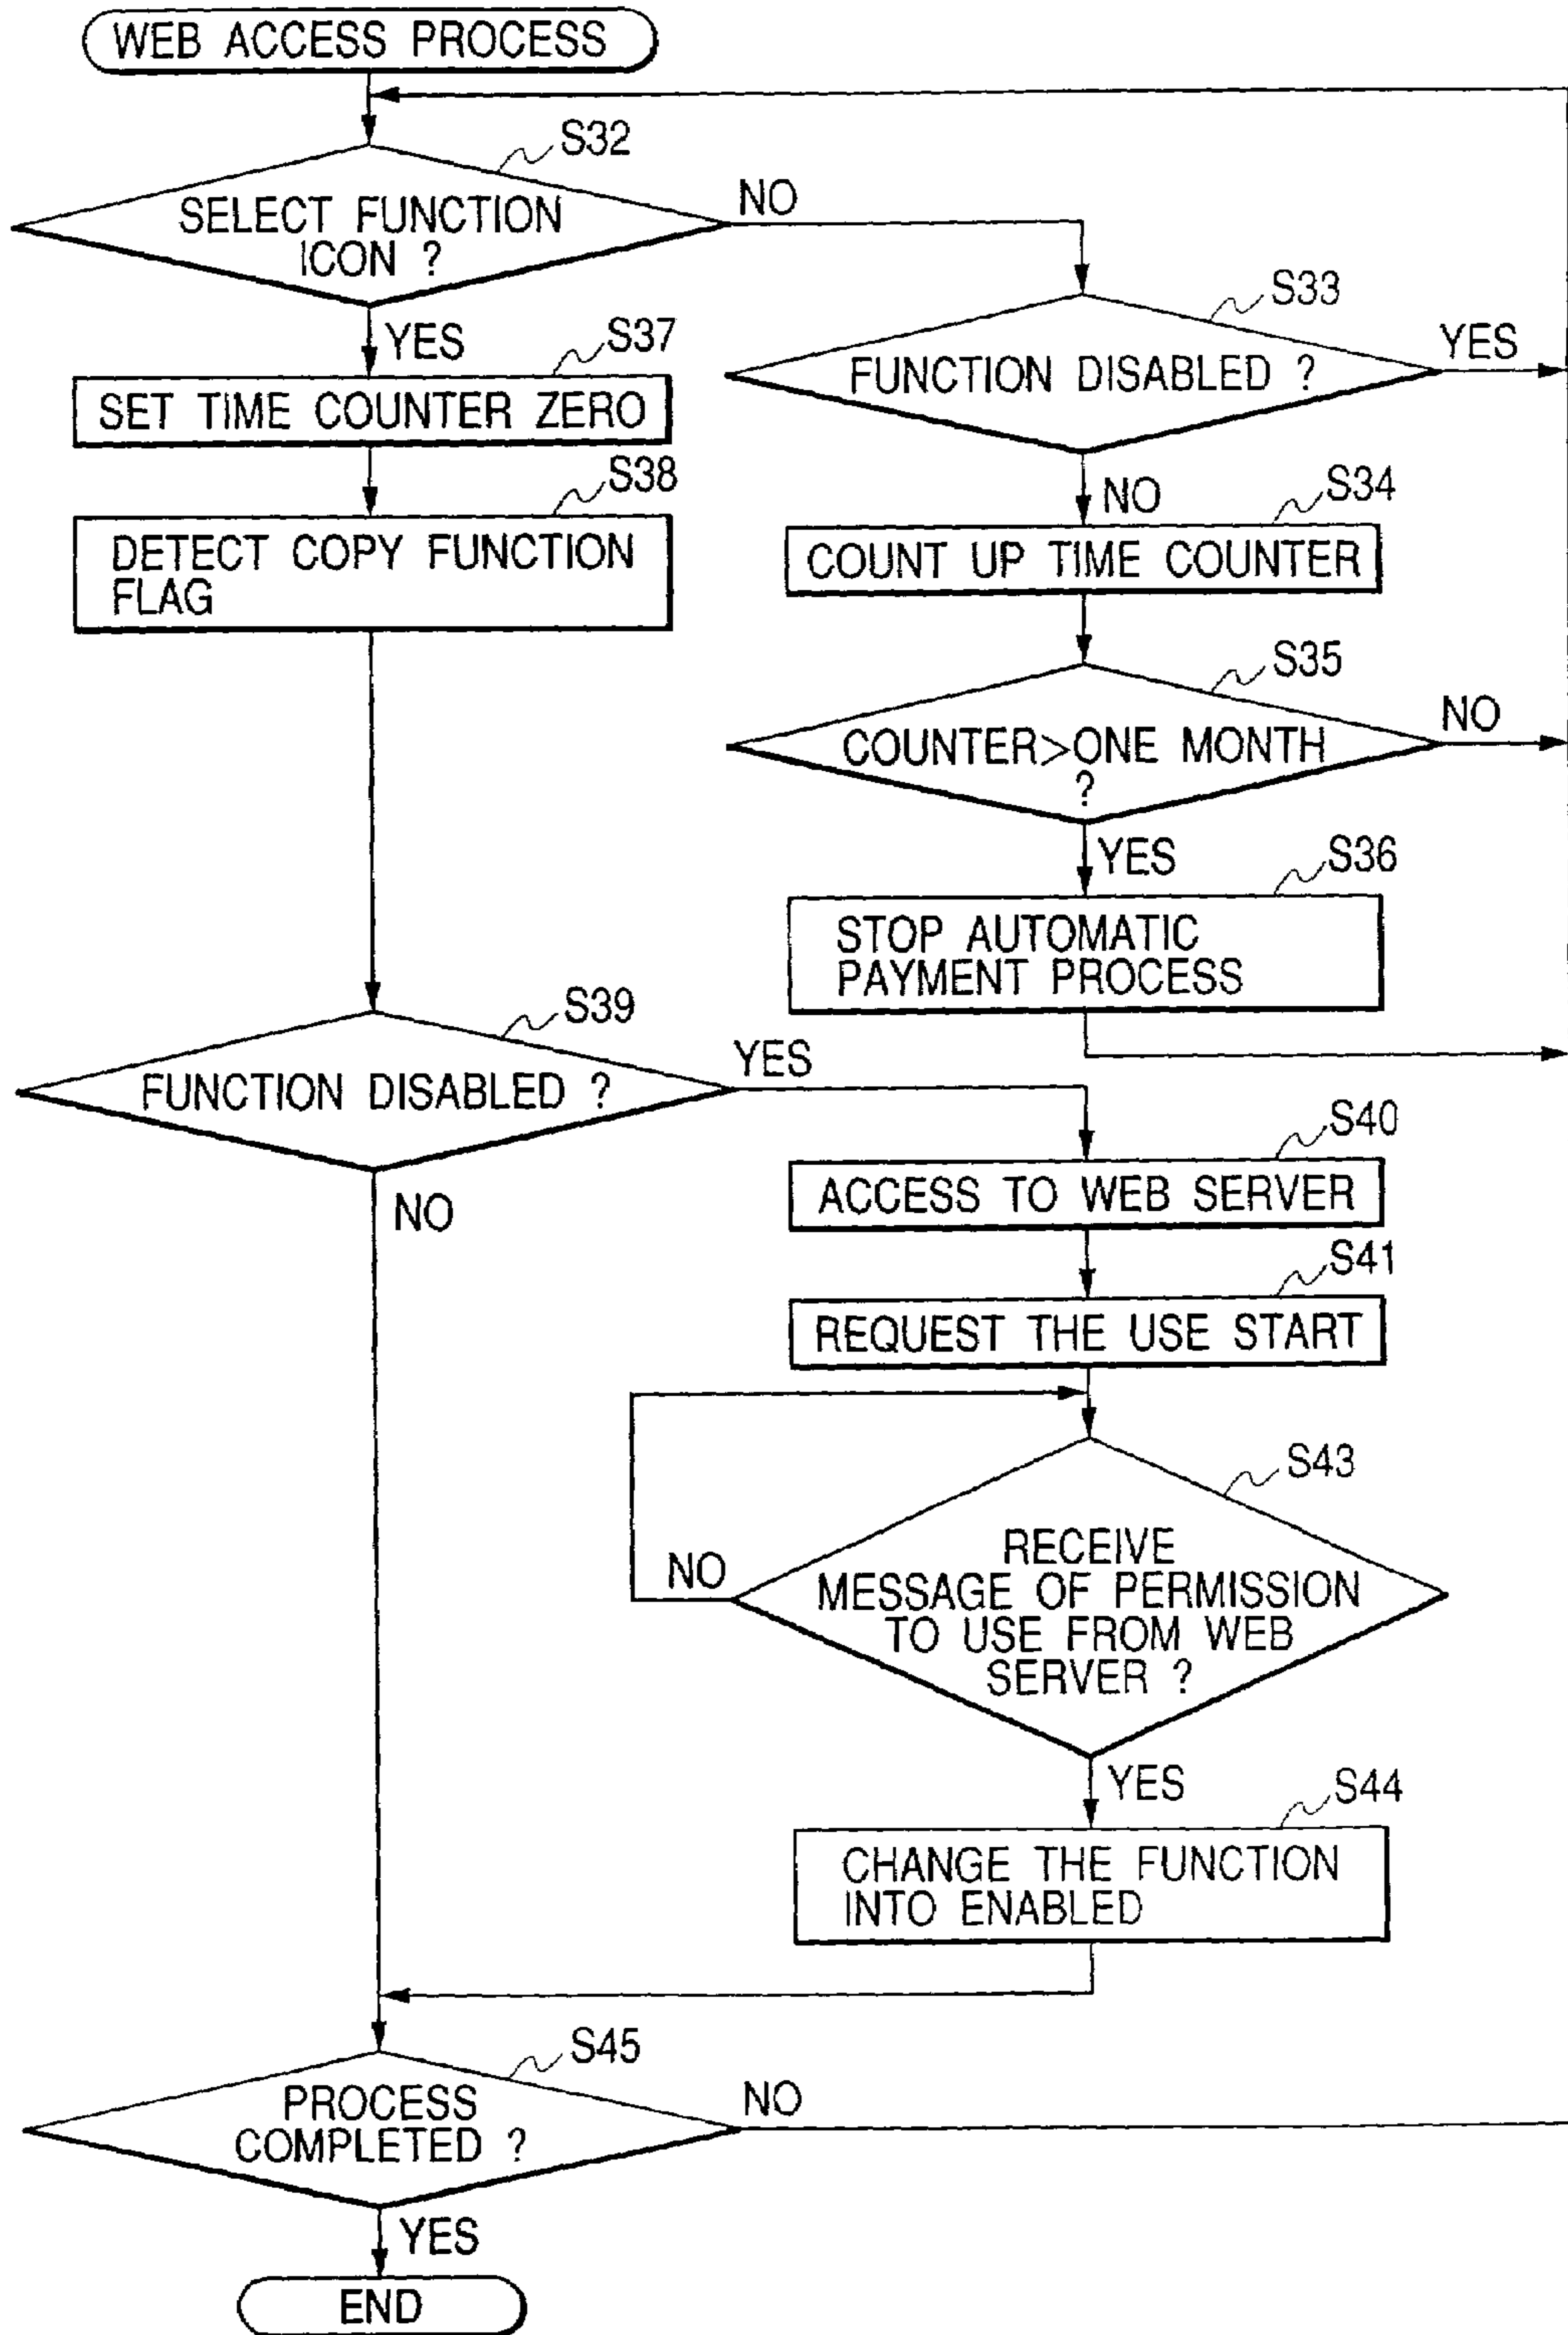 WEB ACCESS PROCESS
S32
SELECT FUNCTION
ICON ?
NO
YES
S33
FUNCTION DISABLED ?
YES
NO
S37
SET TIME COUNTER ZERO
S38
DETECT COPY FUNCTION
FLAG
S34
COUNT UP TIME COUNTER
S35
COUNTER>ONE MONTH
?
NO
YES
S36
STOP AUTOMATIC
PAYMENT PROCESS
S39
FUNCTION DISABLED ?
YES
NO
S40
ACCESS TO WEB SERVER
S41
REQUEST THE USE START
S43
RECEIVE
MESSAGE OF PERMISSION
TO USE FROM WEB
SERVER ?
NO
YES
S44
CHANGE THE FUNCTION
INTO ENABLED
S45
PROCESS
COMPLETED ?
NO
YES
END